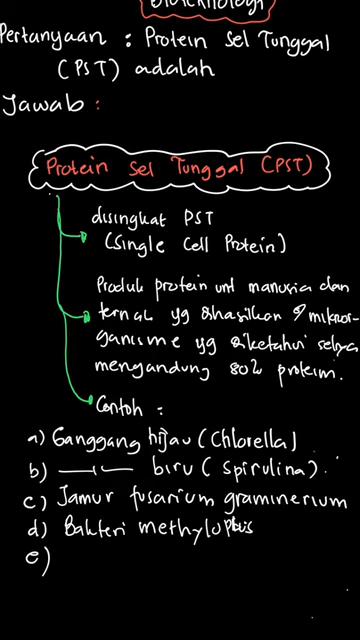 Bioteknologi
Pertanyaan : Protein Sel Tunggal
(PST) adalah
Jawab :
Protein Sel Tunggal (PST)
disingkat PST
(Single Cell Protein)
Produk protein unt manusia dan
ternak yg dihasilkan mikror-
ganisme yg diketahui
mengandung 80% protein.
Contoh :
a) Ganggang hijau (Chlorella)
b) —〃— biru (Spirulina).
c) Jamur fusarium graminerium
d) Bakteri methylophilus
e)